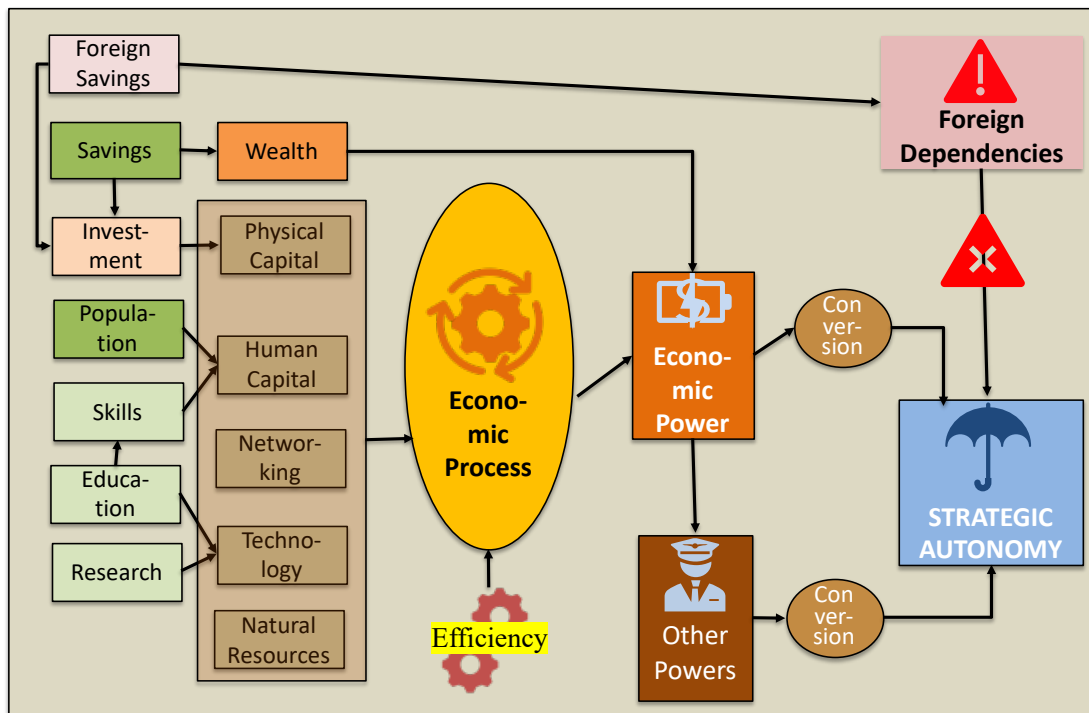 Foreign
Savings
Foreign
Dependencies
Savings
Wealth
Invest-
ment
Physical
Capital
Popula-
tion
Human
Capital
Skills
Networ-
king
Educa-
tion
Techno-
logy
Research
Natural
Resources
Econo-
mic
Process
Efficiency
Econo-
mic
Power
Con
ver-
sion
Other
Powers
Con
ver-
sion
STRATEGIC
AUTONOMY